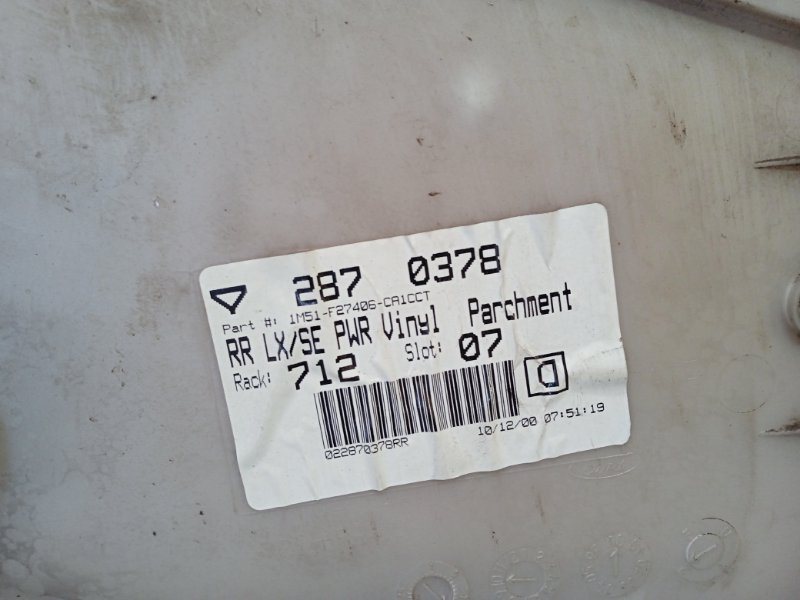 287 0378
Part #: 1M51-F27406-CA1CCT
RR LX/SE PWR Vinyl Parchment
Rack: 712 Slot: 07
D
022870378RR
10/12/00 07:51:19